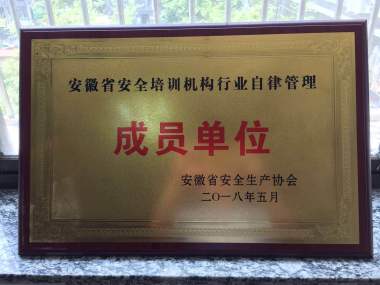 安徽省安全培训机构行业自律管理
成员单位
安徽省安全生产协会
二〇一八年五月